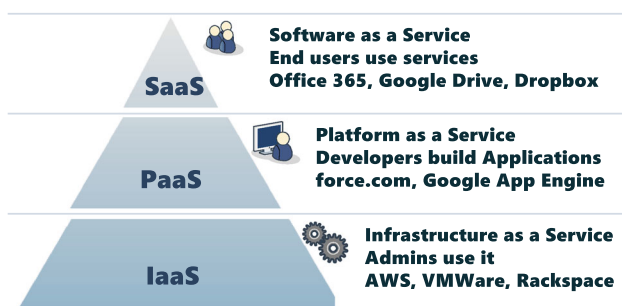 SaaS
Software as a Service
End users use services
Office 365, Google Drive, Dropbox
PaaS
Platform as a Service
Developers build Applications
force.com, Google App Engine
IaaS
Infrastructure as a Service
Admins use it
AWS, VMWare, Rackspace